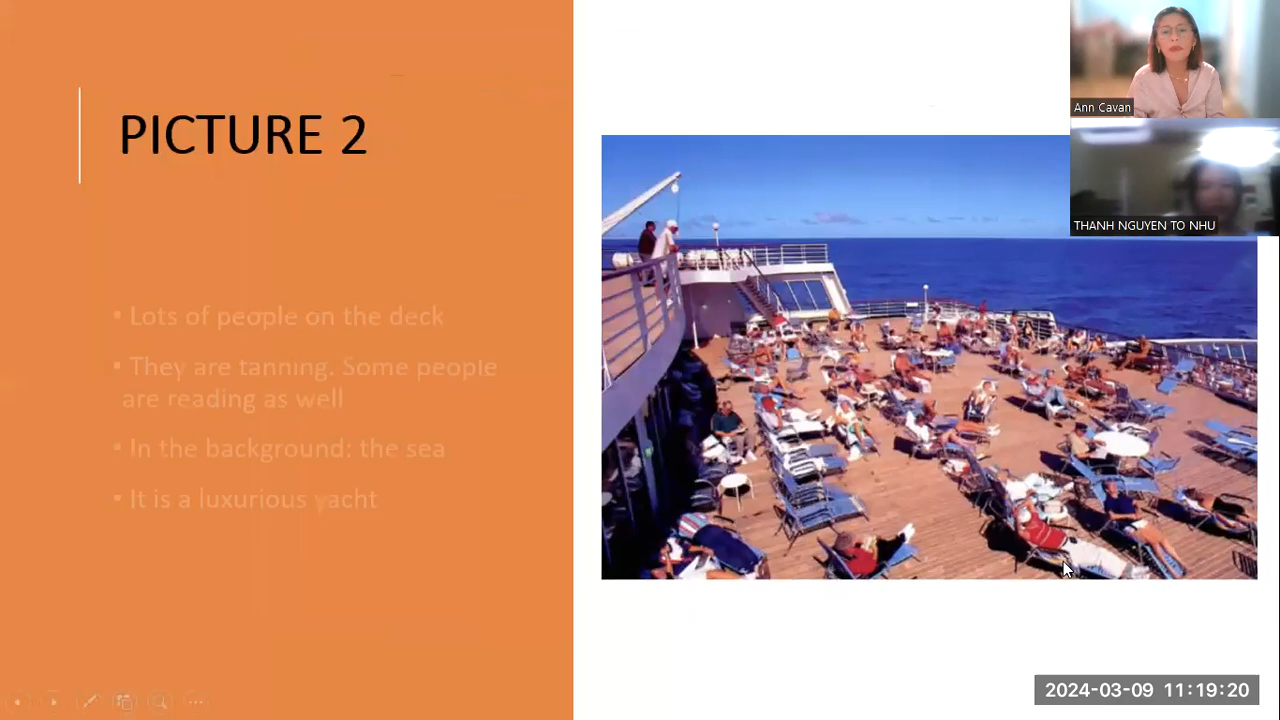 PICTURE 2
▪ Lots of people on the deck
▪ They are tanning. Some people
are reading as well
▪ In the background: the sea
▪ It is a luxurious yacht
Ann Cavan
THANH NGUYEN TO NHU
2024-03-09 11:19:20